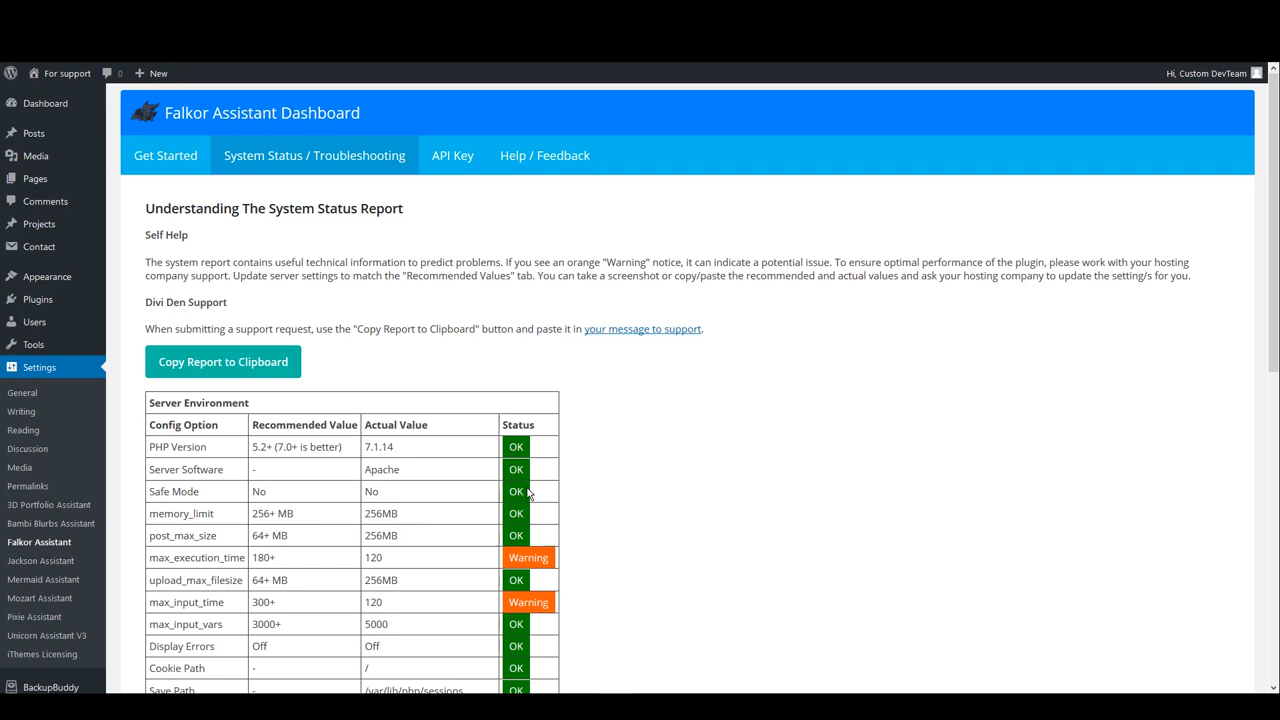 For support
0
New
Hi, Custom DevTeam
Dashboard
Posts
Media
Pages
Comments
Projects
Contact
Appearance
Plugins
Users
Tools
Settings
General
Writing
Reading
Discussion
Media
Permalinks
3D Portfolio Assistant
Bambi Blurbs Assistant
Falkor Assistant
Jackson Assistant
Mermaid Assistant
Mozart Assistant
Pixie Assistant
Unicorn Assistant V3
iThemes Licensing
BackupBuddy
Falkor Assistant Dashboard
Get Started System Status / Troubleshooting API Key Help / Feedback
Understanding The System Status Report
Self Help
The system report contains useful technical information to predict problems. If you see an orange "Warning" notice, it can indicate a potential issue. To ensure optimal performance of the plugin, please work with your hosting
company support. Update server settings to match the "Recommended Values" tab. You can take a screenshot or copy/paste the recommended and actual values and ask your hosting company to update the setting/s for you.
Divi Den Support
When submitting a support request, use the "Copy Report to Clipboard" button and paste it in your message to support.
Copy Report to Clipboard
Server Environment
Config Option Recommended Value Actual Value Status
PHP Version 5.2+ (7.0+ is better) 7.1.14 OK
Server Software - Apache OK
Safe Mode No No OK
memory_limit 256+ MB 256MB OK
post_max_size 64+ MB 256MB OK
max_execution_time 180+ 120 Warning
upload_max_filesize 64+ MB 256MB OK
max_input_time 300+ 120 Warning
max_input_vars 3000+ 5000 OK
Display Errors Off Off OK
Cookie Path - / OK
Save Path - /var/lib/php/sessions OK